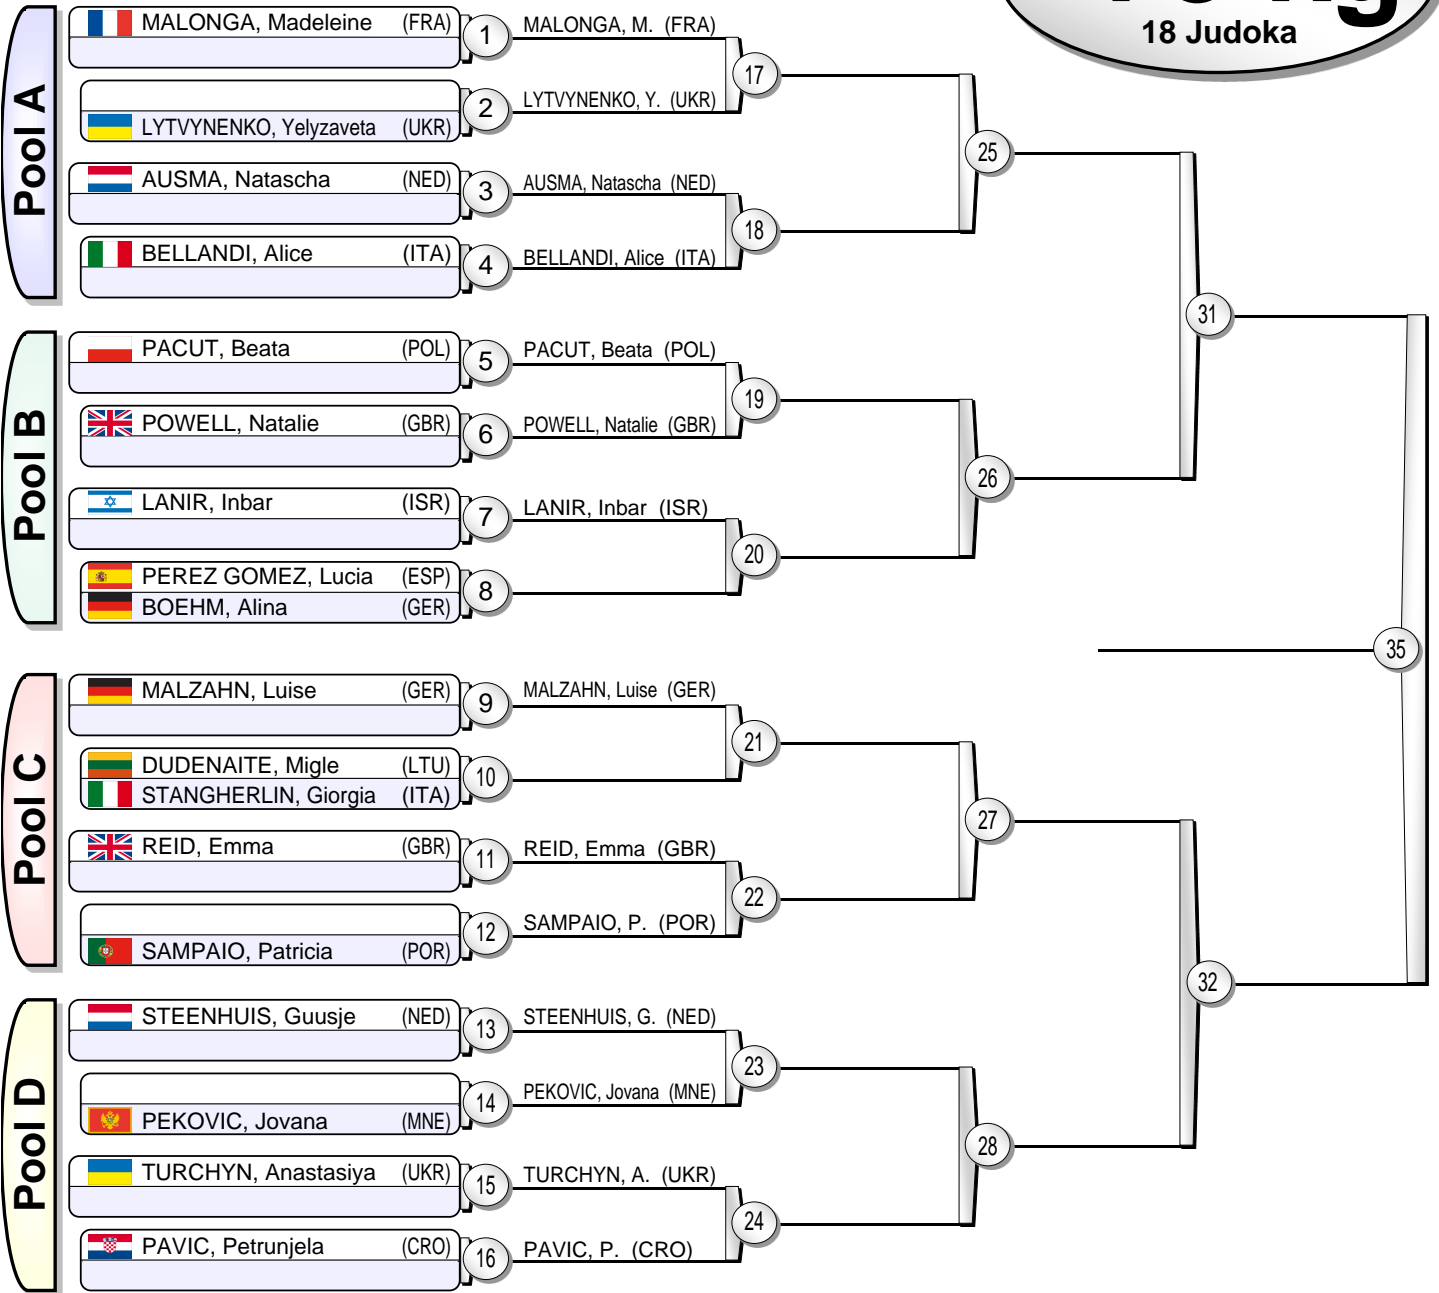 18 Judoka
Pool A
MALONGA, Madeleine (FRA) 1 MALONGA, M. (FRA)
17
2 LYTVYNENKO, Y. (UKR)
LYTVYNENKO, Yelyzaveta (UKR)
25
AUSMA, Natascha (NED) 3 AUSMA, Natascha (NED)
18
BELLANDI, Alice (ITA) 4 BELLANDI, Alice (ITA)
31
Pool B
PACUT, Beata (POL) 5 PACUT, Beata (POL)
19
POWELL, Natalie (GBR) 6 POWELL, Natalie (GBR)
26
LANIR, Inbar (ISR) 7 LANIR, Inbar (ISR)
20
PEREZ GOMEZ, Lucia (ESP) 8
BOEHM, Alina (GER)
35
Pool C
MALZAHN, Luise (GER) 9 MALZAHN, Luise (GER)
21
DUDENAITE, Migle (LTU) 10
STANGHERLIN, Giorgia (ITA)
27
REID, Emma (GBR) 11 REID, Emma (GBR)
22
12 SAMPAIO, P. (POR)
SAMPAIO, Patricia (POR)
32
Pool D
STEENHUIS, Guusje (NED) 13 STEENHUIS, G. (NED)
23
14 PEKOVIC, Jovana (MNE)
PEKOVIC, Jovana (MNE)
28
TURCHYN, Anastasiya (UKR) 15 TURCHYN, A. (UKR)
24
PAVIC, Petrunjela (CRO) 16 PAVIC, P. (CRO)